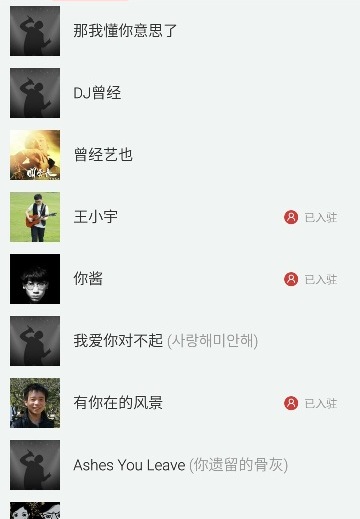 那我懂你意思了
DJ曾经
曾经艺也
王小宇 已入驻
你酱 已入驻
我爱你对不起 (사랑해미안해)
有你在的风景 已入驻
Ashes You Leave (你遗留的骨灰)